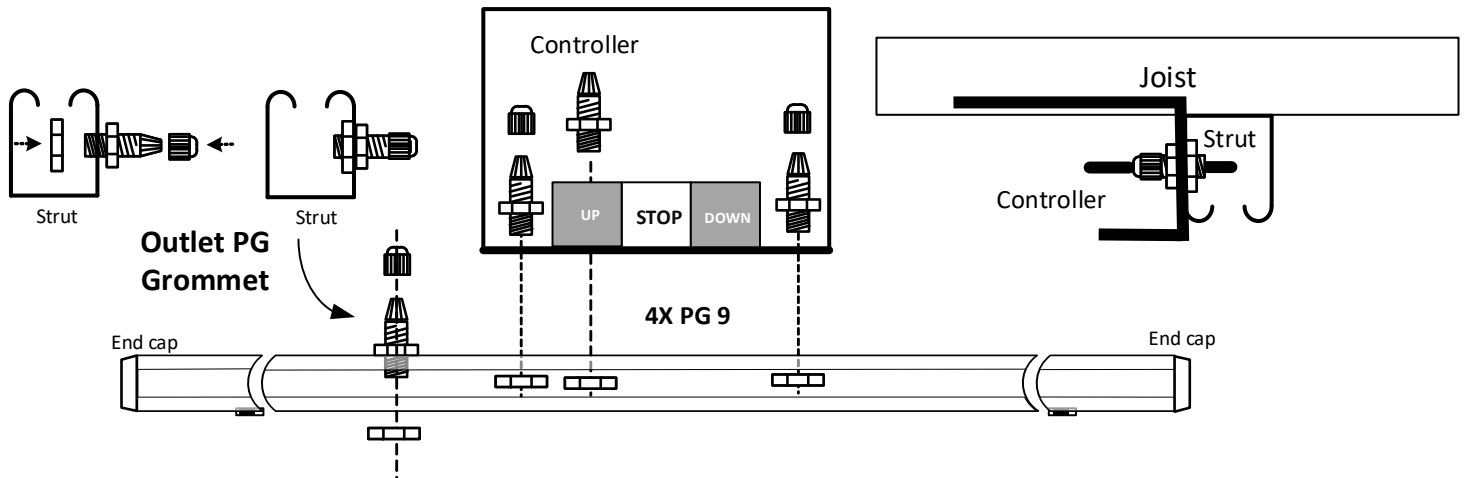 Controller
Joist
Strut
Controller
Strut
Strut
UP
STOP
DOWN
Outlet PG
Grommet
4X PG 9
End cap
End cap